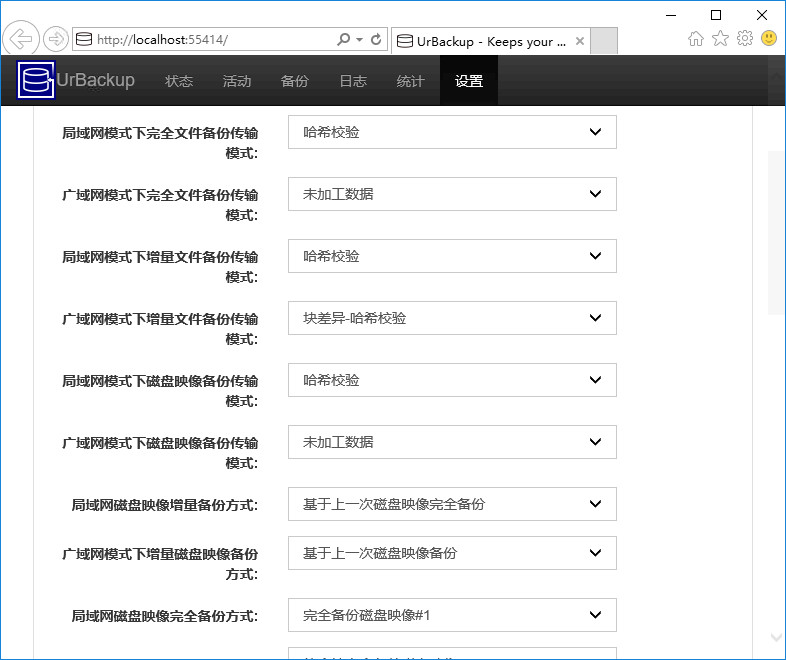 http://localhost:55414/
UrBackup - Keeps your ...
UrBackup 状态 活动 备份 日志 统计 设置
局域网模式下完全文件备份传输
模式:
哈希校验
广域网模式下完全文件备份传输
模式:
未加工数据
局域网模式下增量文件备份传输
模式:
哈希校验
广域网模式下增量文件备份传输
模式:
块差异-哈希校验
局域网模式下磁盘映像备份传输
模式:
哈希校验
广域网模式下磁盘映像备份传输
模式:
未加工数据
局域网磁盘映像增量备份方式:
基于上一次磁盘映像完全备份
广域网模式下增量磁盘映像备份
方式:
基于上一次磁盘映像备份
局域网磁盘映像完全备份方式:
完全备份磁盘映像#1